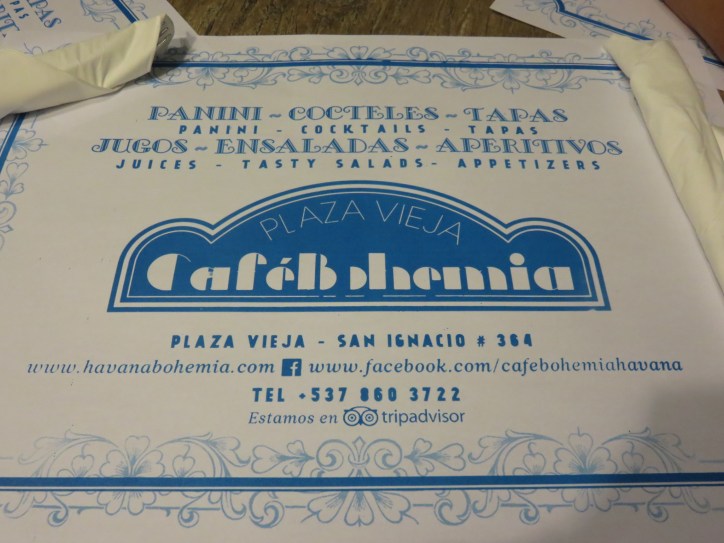 PANINI ~ COCTELES ~ TAPAS
PANINI - COCKTAILS - TAPAS
JUGOS ~ ENSALADAS ~ APERITIVOS
JUICES - TASTY SALADS - APPETIZERS
PLAZA VIEJA
CaféBohemia
PLAZA VIEJA - SAN IGNACIO # 364
www.havanabohemia.com f www.facebook.com/cafebohemiahavana
TEL +537 860 3722
Estamos en tripadvisor
TAPAS